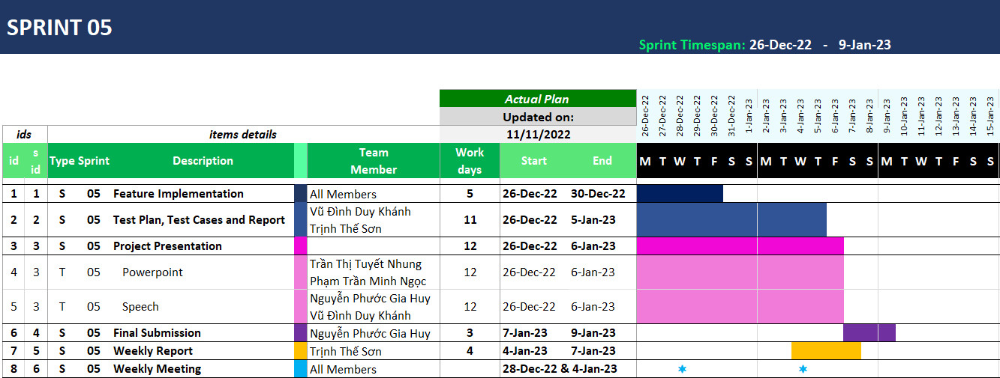 SPRINT 05
Sprint Timespan: 26-Dec-22 - 9-Jan-23
Actual Plan
Updated on:
ids items details 11/11/2022
26-Dec-22 27-Dec-22 28-Dec-22 29-Dec-22 30-Dec-22 31-Dec-22 1-Jan-23 2-Jan-23 3-Jan-23 4-Jan-23 5-Jan-23 6-Jan-23 7-Jan-23 8-Jan-23 9-Jan-23 10-Jan-23 11-Jan-23 12-Jan-23 13-Jan-23 14-Jan-23 15-Jan-23
id s id Type Sprint Description Team Member Work days Start End M T W T F S S M T W T F S S M T W T F S S
1 1 S 05 Feature Implementation All Members 5 26-Dec-22 30-Dec-22
2 2 S 05 Test Plan, Test Cases and Report Vũ Đình Duy Khánh Trịnh Thế Sơn 11 26-Dec-22 5-Jan-23
3 3 S 05 Project Presentation 12 26-Dec-22 6-Jan-23
4 3 T 05 Powerpoint Trần Thị Tuyết Nhung Phạm Trần Minh Ngọc 12 26-Dec-22 6-Jan-23
5 3 T 05 Speech Nguyễn Phước Gia Huy Vũ Đình Duy Khánh 12 26-Dec-22 6-Jan-23
6 4 S 05 Final Submission Nguyễn Phước Gia Huy 3 7-Jan-23 9-Jan-23
7 5 S 05 Weekly Report Trịnh Thế Sơn 4 4-Jan-23 7-Jan-23
8 6 S 05 Weekly Meeting All Members 28-Dec-22 & 4-Jan-23